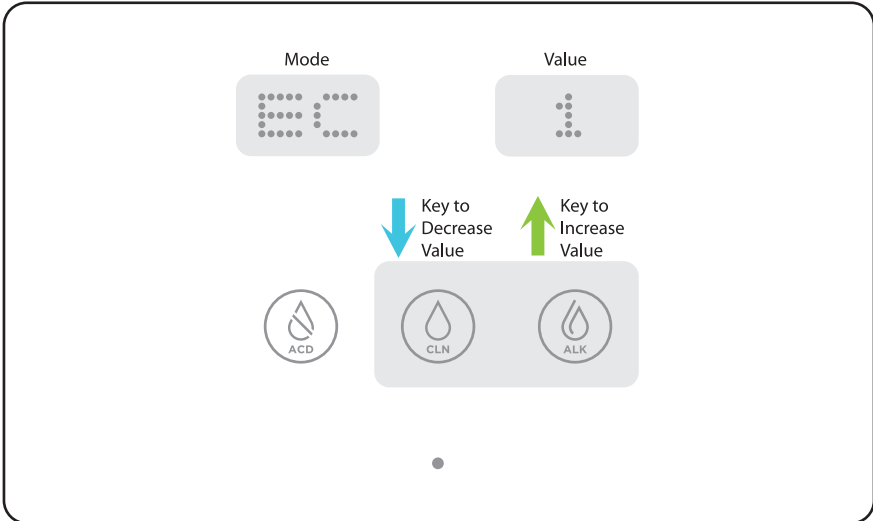 Mode
Value
EC
1
Key to
Decrease
Value
Key to
Increase
Value
ACD
CLN
ALK